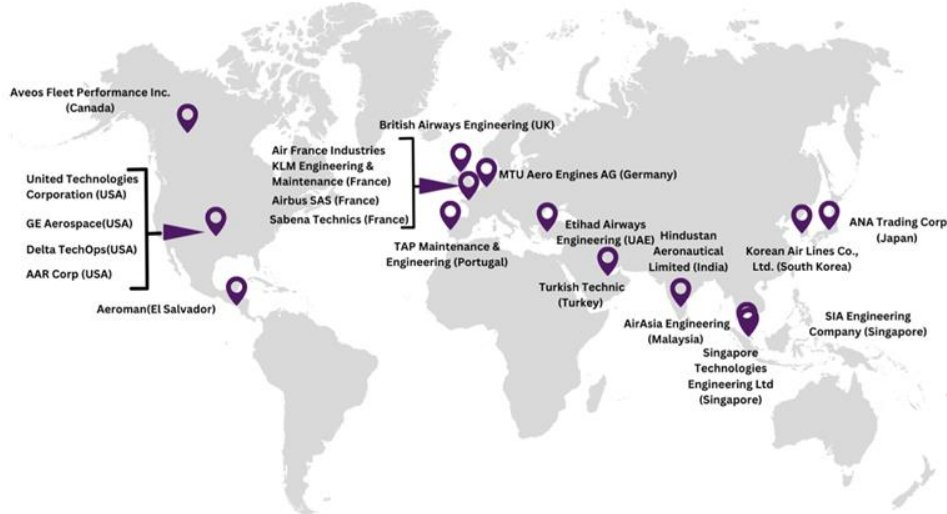 Aveos Fleet Performance Inc.
(Canada)
United Technologies
Corporation (USA)
GE Aerospace(USA)
Delta TechOps(USA)
AAR Corp (USA)
Aeroman(El Salvador)
British Airways Engineering (UK)
Air France Industries
KLM Engineering &
Maintenance (France)
Airbus SAS (France)
Sabena Technics (France)
MTU Aero Engines AG (Germany)
TAP Maintenance &
Engineering (Portugal)
Etihad Airways
Engineering (UAE)
Turkish Technic
(Turkey)
Hindustan
Aeronautical
Limited (India)
AirAsia Engineering
(Malaysia)
Singapore
Technologies
Engineering Ltd
(Singapore)
Korean Air Lines Co.,
Ltd. (South Korea)
ANA Trading Corp
(Japan)
SIA Engineering
Company (Singapore)